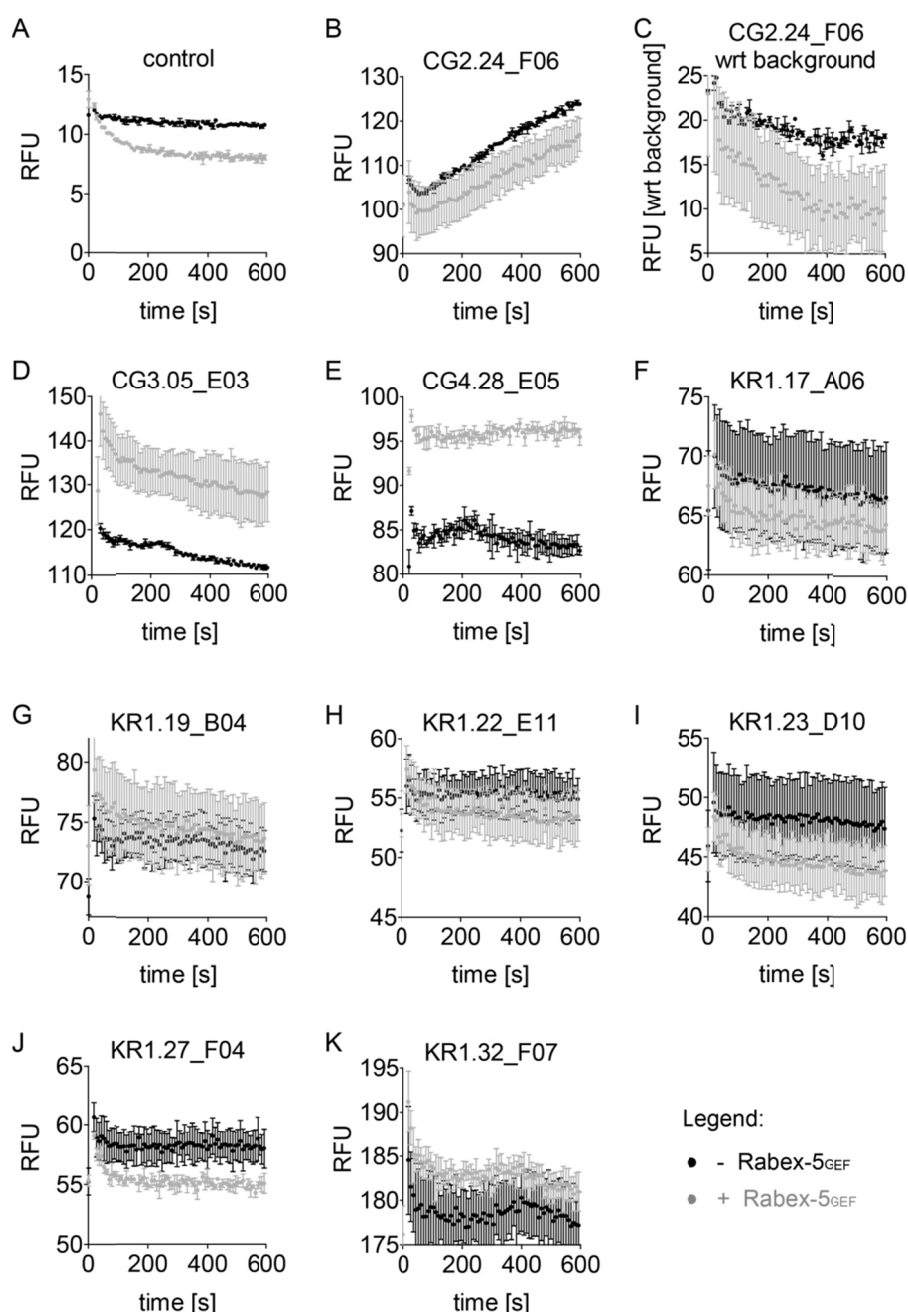 A
control
RFU
15
10
5
0
0 200 400 600
time [s]
B
CG2.24_F06
RFU
130
120
110
100
90
0 200 400 600
time [s]
C
CG2.24_F06
wrt background
RFU [wrt background]
25
20
15
10
5
0 200 400 600
time [s]
D
CG3.05_E03
RFU
150
140
130
120
110
0 200 400 600
time [s]
E
CG4.28_E05
RFU
100
95
90
85
80
0 200 400 600
time [s]
F
KR1.17_A06
RFU
75
70
65
60
0 200 400 600
time [s]
G
KR1.19_B04
RFU
80
75
70
0 200 400 600
time [s]
H
KR1.22_E11
RFU
60
55
50
45
0 200 400 600
time [s]
I
KR1.23_D10
RFU
55
50
45
40
0 200 400 600
time [s]
J
KR1.27_F04
RFU
65
60
55
50
0 200 400 600
time [s]
K
KR1.32_F07
RFU
195
190
185
180
175
0 200 400 600
time [s]
Legend:
- Rabex-5GEF
+ Rabex-5GEF